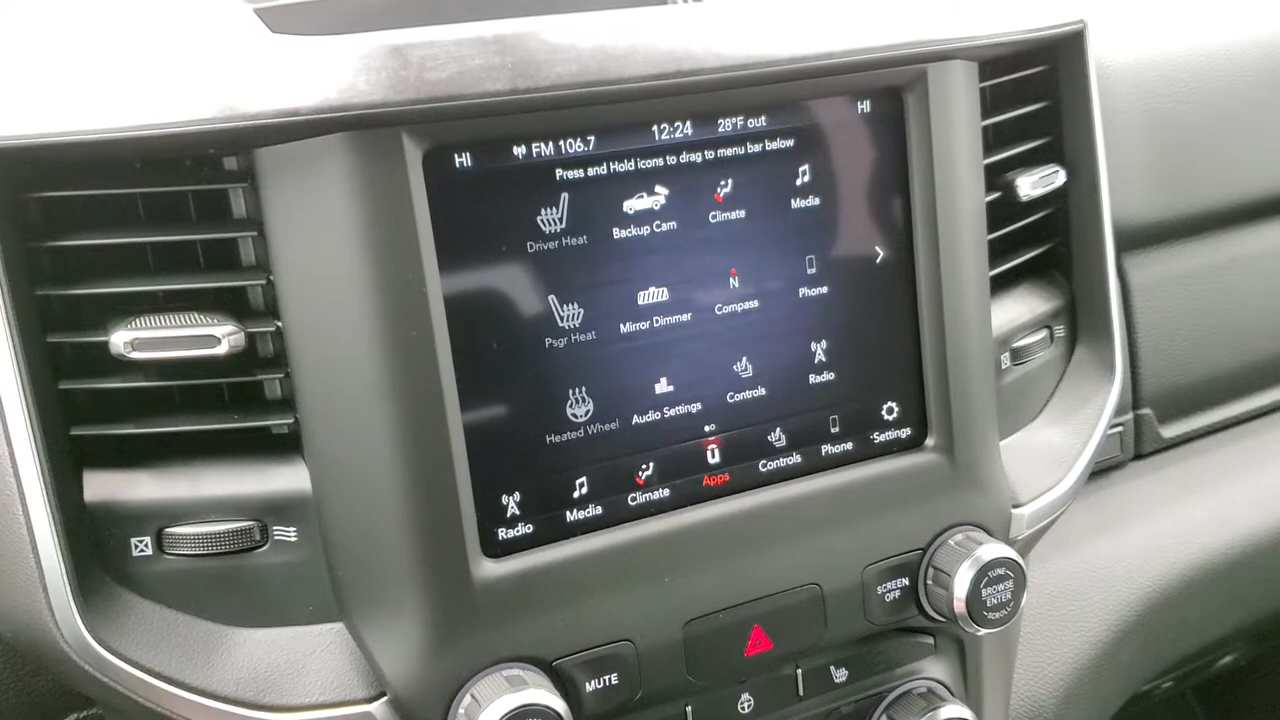 HI FM 106.7 12:24 28°F out HI
Press and Hold icons to drag to menu bar below
Driver Heat
Backup Cam
Climate
Media
Psgr Heat
Mirror Dimmer
N
Compass
Phone
Heated Wheel
Audio Settings
Controls
Radio
Radio
Media
Climate
Apps
Controls
Phone
Settings
SCREEN
OFF
TUNE
BROWSE
ENTER
SCROLL
MUTE